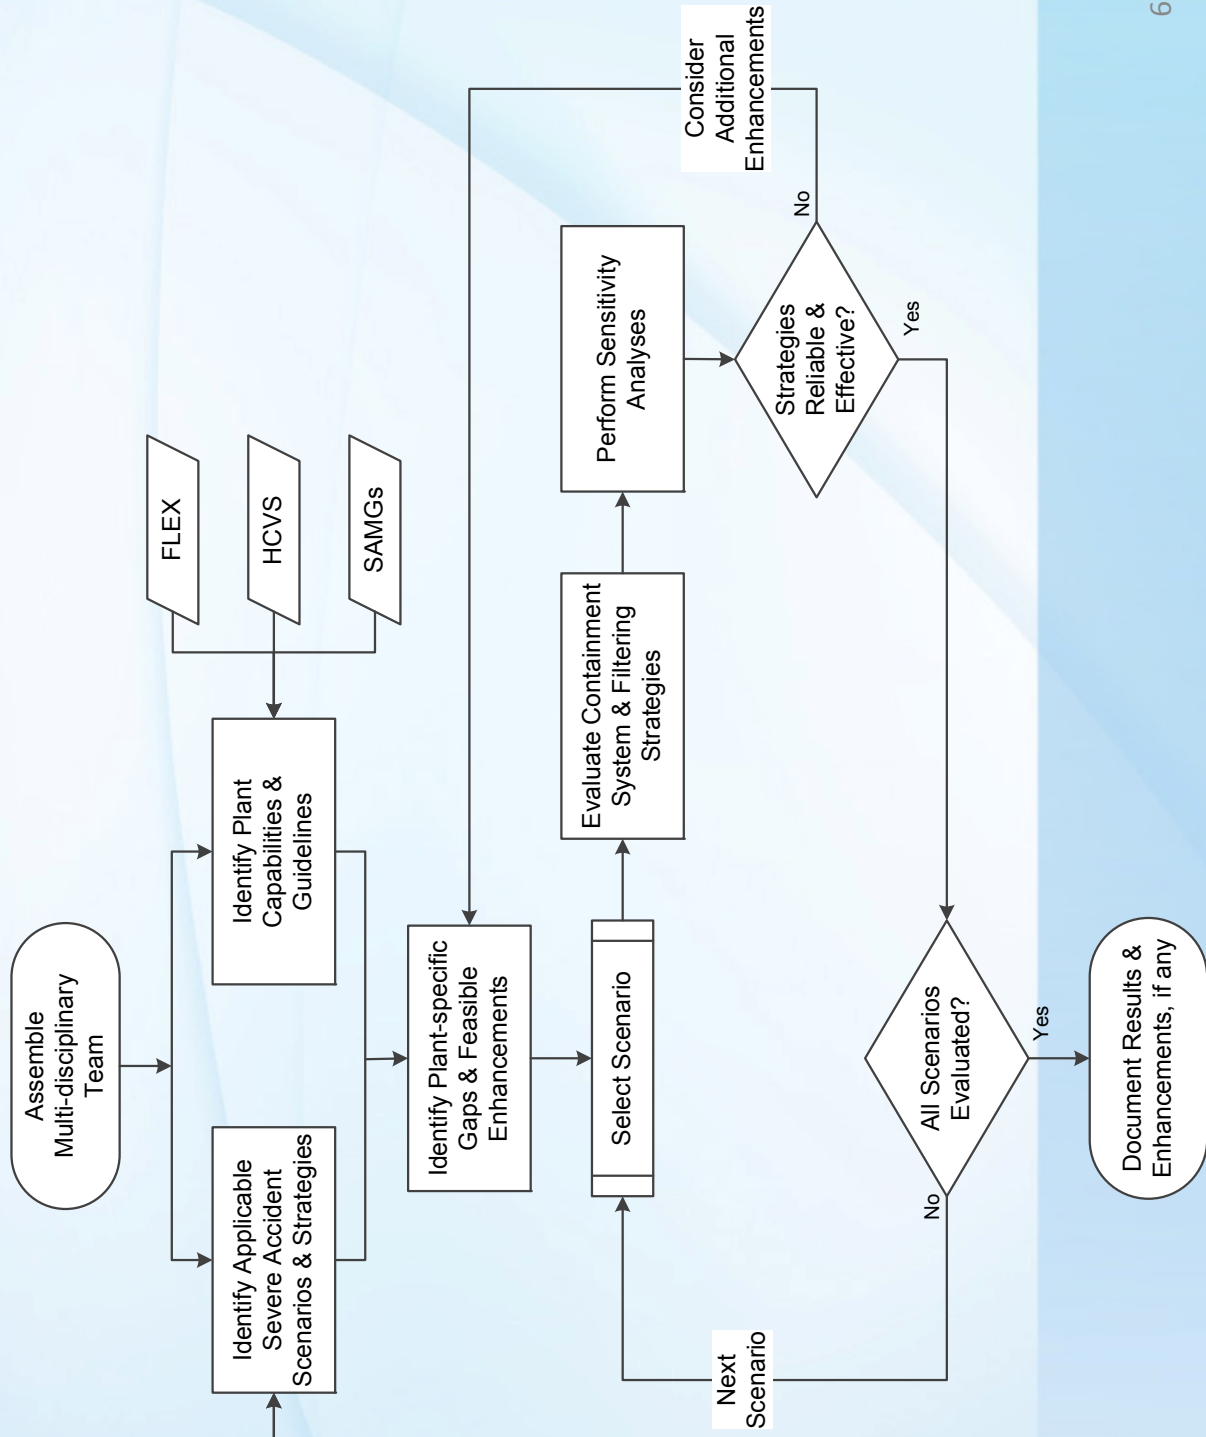 Assemble
Multi-disciplinary
Team
Identify Applicable
Severe Accident
Scenarios & Strategies
Identify Plant
Capabilities &
Guidelines
FLEX
HCVS
SAMGs
Identify Plant-specific
Gaps & Feasible
Enhancements
Select Scenario
Evaluate Containment
System & Filtering
Strategies
Perform Sensitivity
Analyses
Strategies
Reliable &
Effective?
No
Consider
Additional
Enhancements
Yes
All Scenarios
Evaluated?
No
Next
Scenario
Yes
Document Results &
Enhancements, if any
6